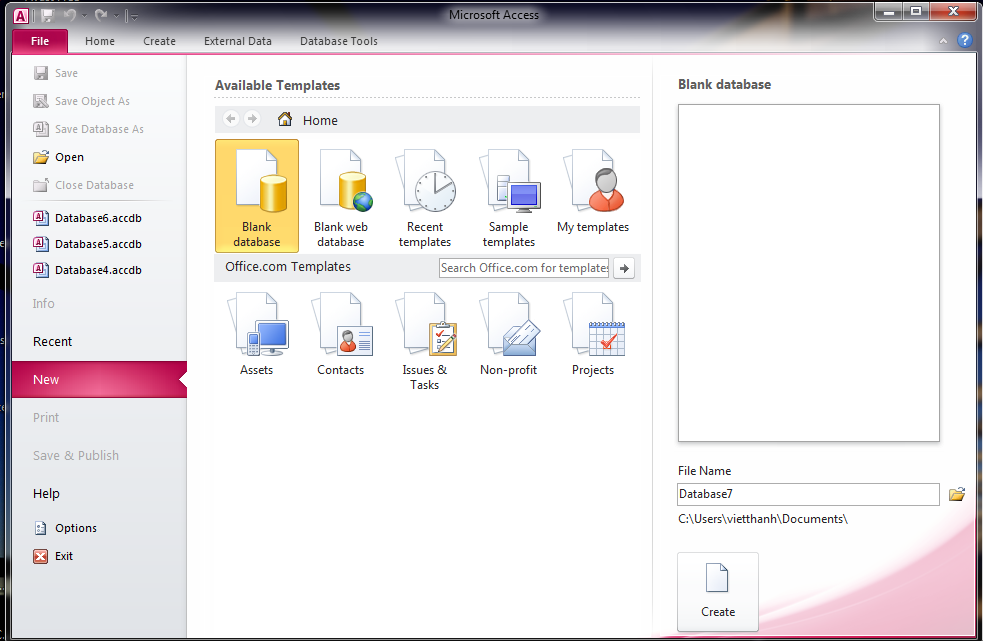 Microsoft Access
File Home Create External Data Database Tools
Save
Save Object As
Save Database As
Open
Close Database
Database6.accdb
Database5.accdb
Database4.accdb
Info
Recent
New
Print
Save & Publish
Help
Options
Exit
Available Templates
Home
Blank
database
Blank web
database
Recent
templates
Sample
templates
My templates
Office.com Templates
Search Office.com for templates
Assets
Contacts
Issues &
Tasks
Non-profit
Projects
Blank database
File Name
Database7
C:\Users\vietthanh\Documents\
Create